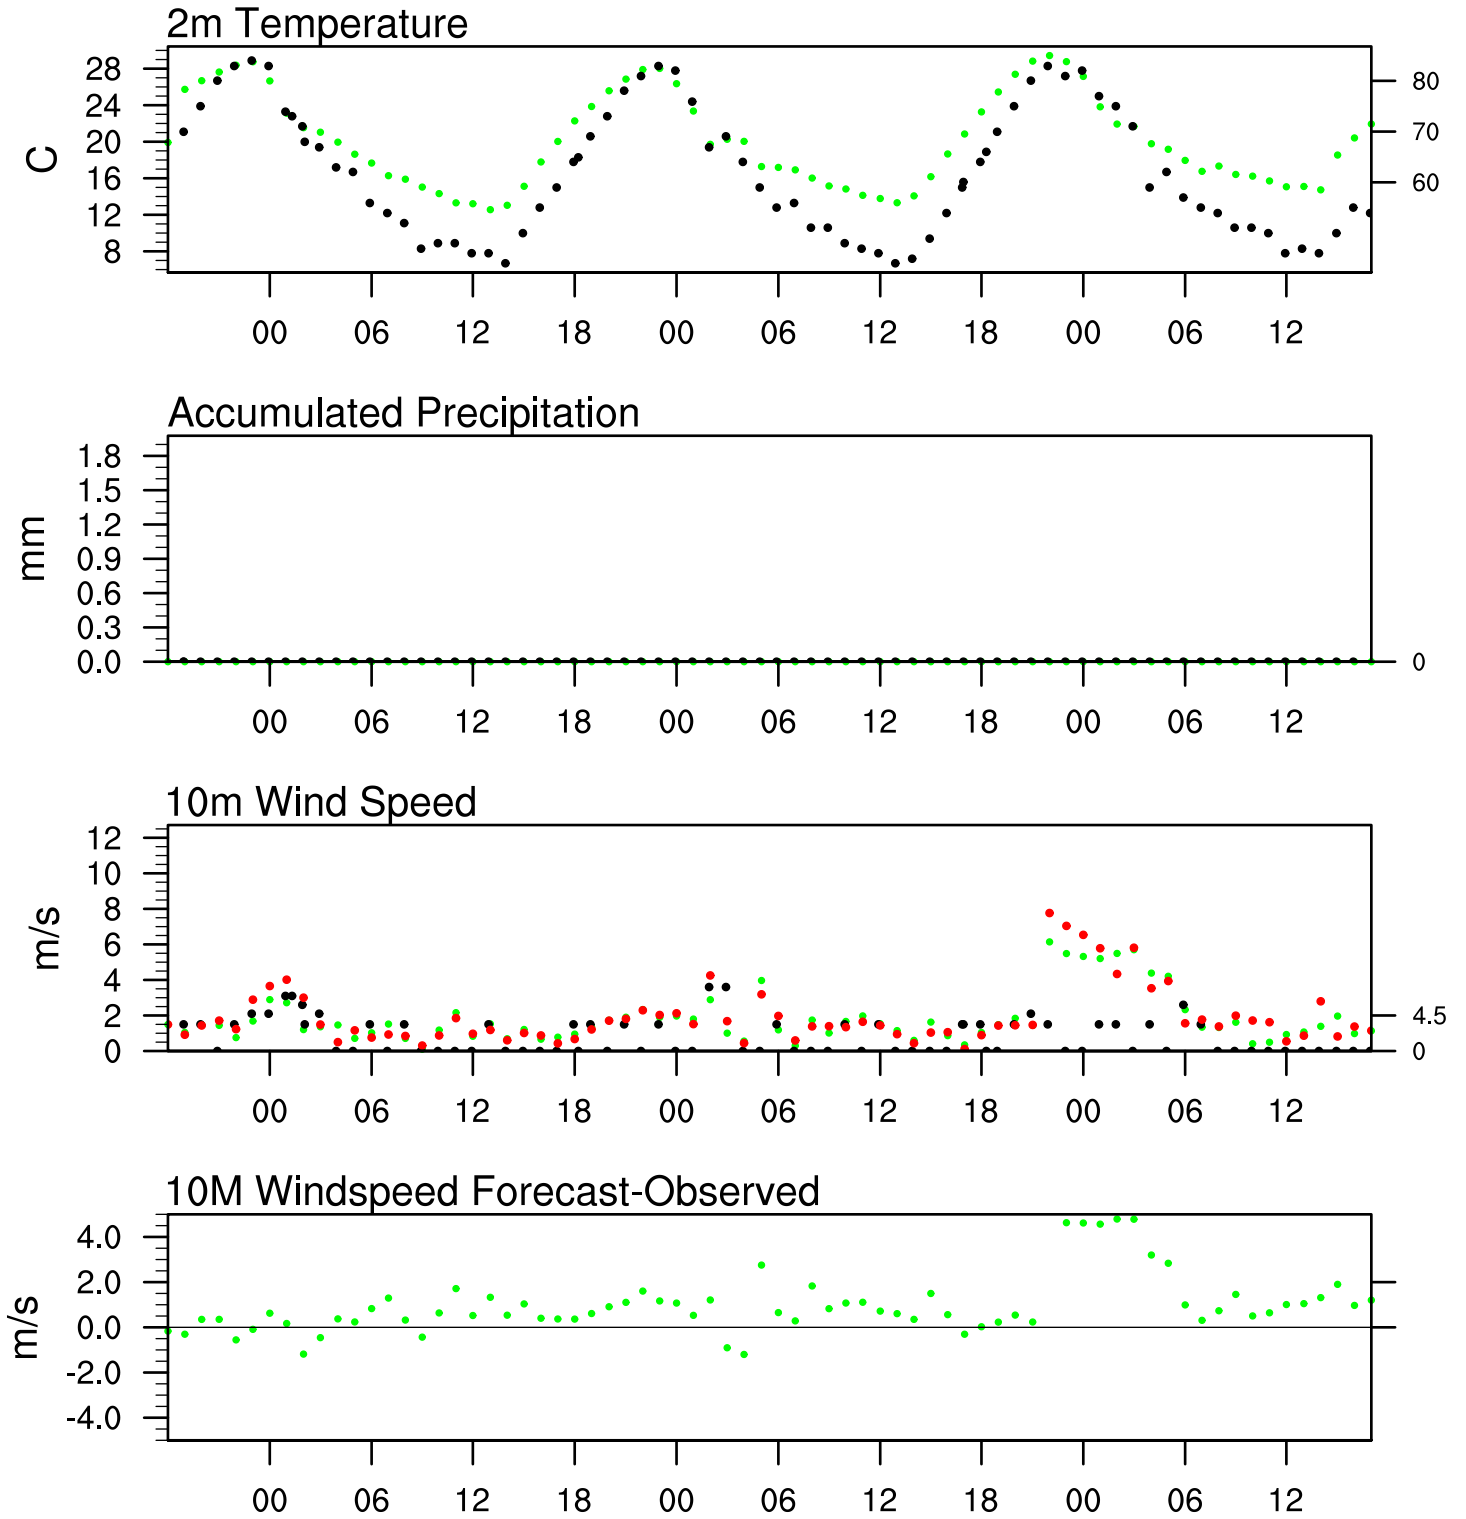 2m Temperature
28
24
20
16
12
8
C
80
70
60
00 06 12 18 00 06 12 18 00 06 12
Accumulated Precipitation
1.8
1.5
1.2
0.9
0.6
0.3
0.0
mm
0
00 06 12 18 00 06 12 18 00 06 12
10m Wind Speed
12
10
8
6
4
2
0
m/s
4.5
0
00 06 12 18 00 06 12 18 00 06 12
10M Windspeed Forecast-Observed
4.0
2.0
0.0
-2.0
-4.0
m/s
00 06 12 18 00 06 12 18 00 06 12